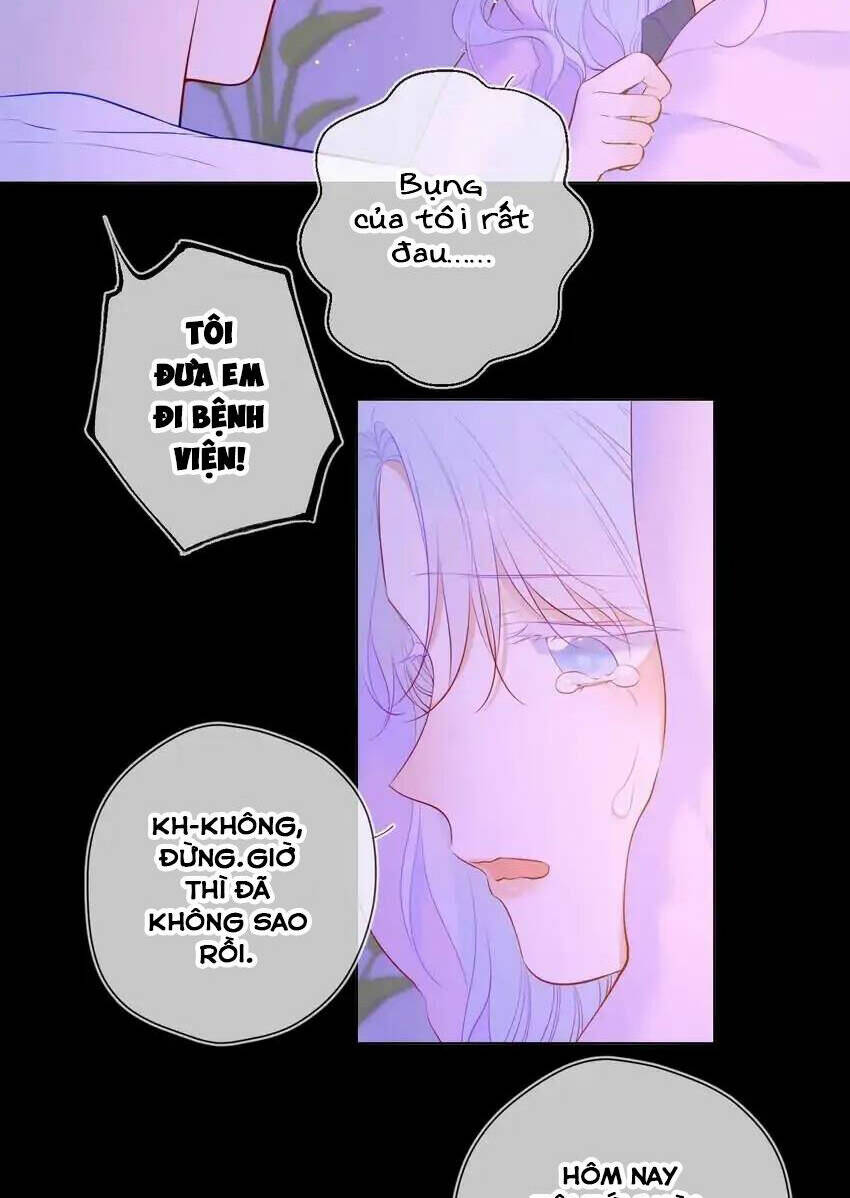 Bụng
của tôi rất
đau......
TÔI
ĐƯA EM
ĐI BỆNH
VIỆN!
KH-KHÔNG,
ĐỪNG.GIỜ
THÌ ĐÃ
KHÔNG SAO
RỒI.
HÔM NAY